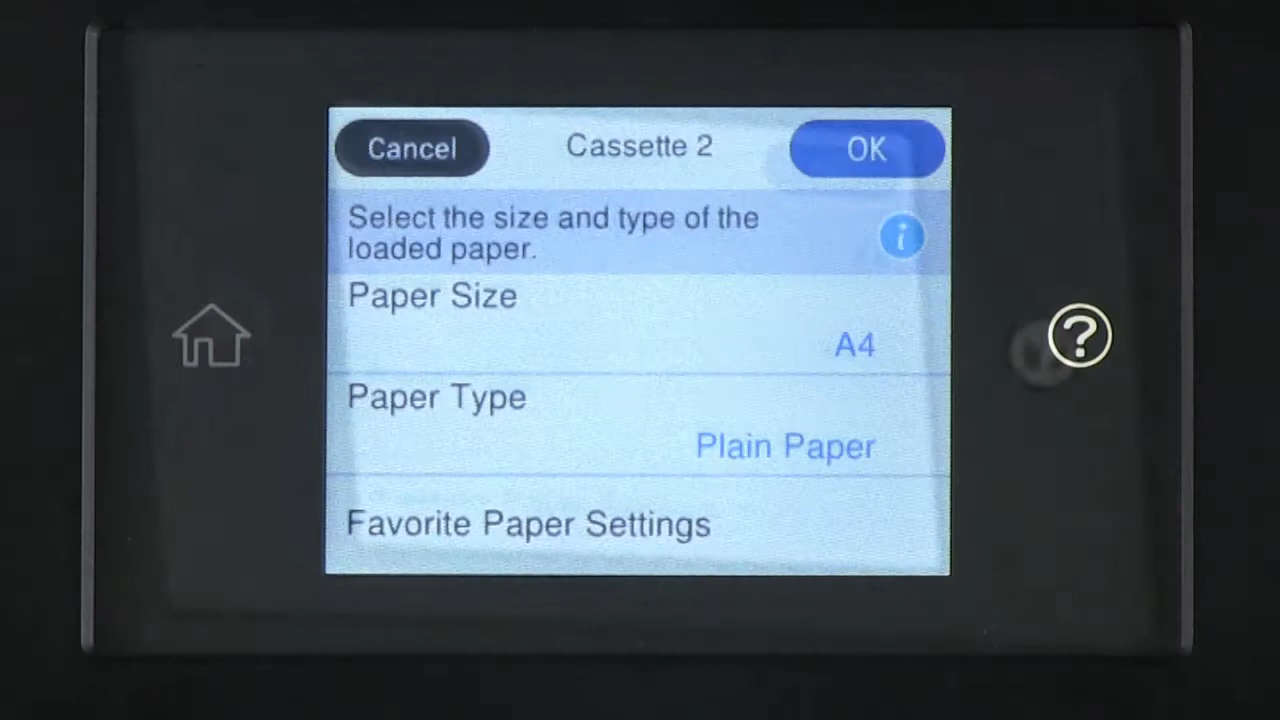 Cancel
Cassette 2
OK
Select the size and type of the
loaded paper.
i
Paper Size
A4
Paper Type
Plain Paper
Favorite Paper Settings
?